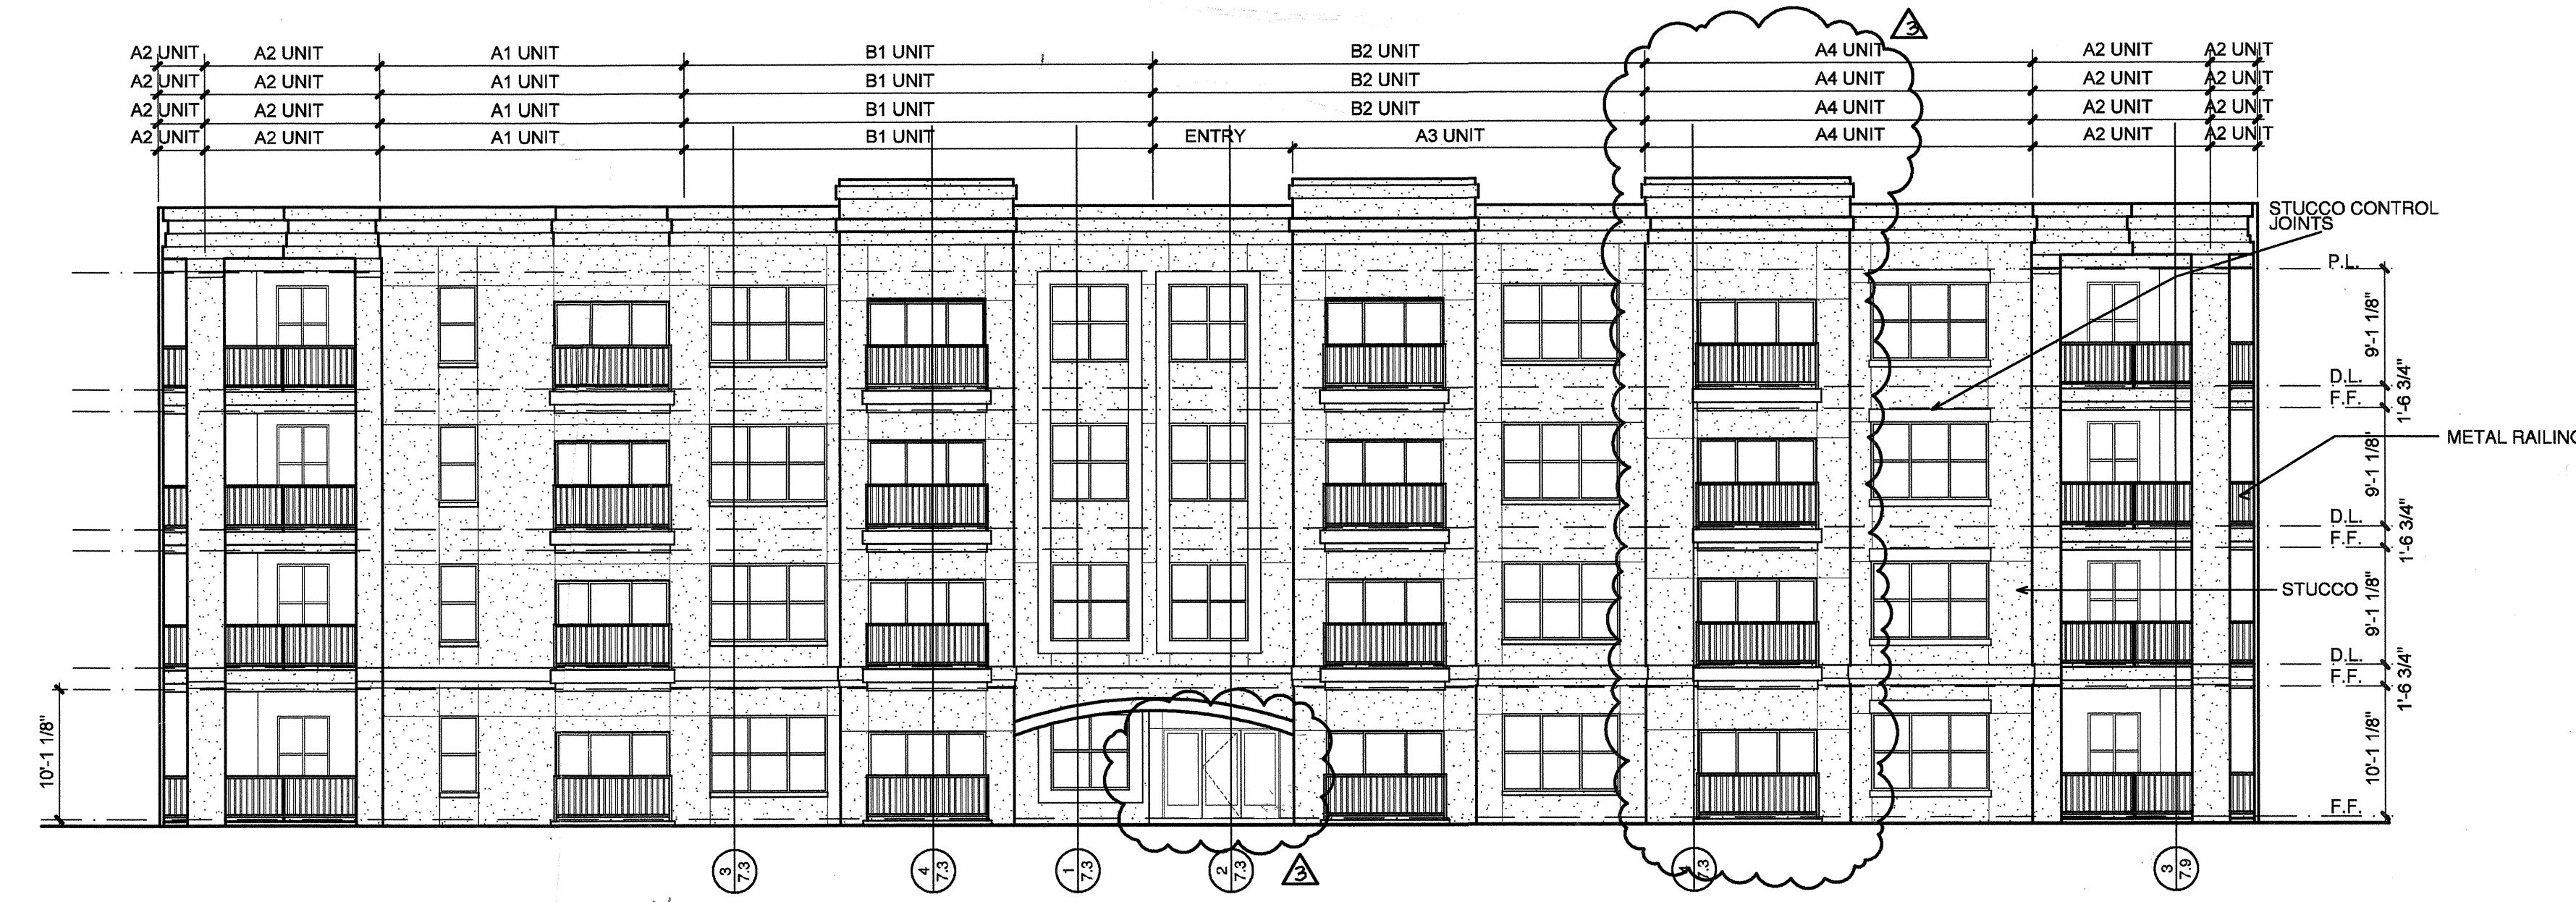 3
A2 UNIT A2 UNIT A1 UNIT B1 UNIT B2 UNIT A4 UNIT A2 UNIT A2 UNIT
A2 UNIT A2 UNIT A1 UNIT B1 UNIT B2 UNIT A4 UNIT A2 UNIT A2 UNIT
A2 UNIT A2 UNIT A1 UNIT B1 UNIT B2 UNIT A4 UNIT A2 UNIT A2 UNIT
A2 UNIT A2 UNIT A1 UNIT B1 UNIT ENTRY A3 UNIT A4 UNIT A2 UNIT A2 UNIT
STUCCO CONTROL
JOINTS
P.L.
9'-1 1/8"
D.L.
1'-6 3/4"
F.F.
METAL RAILING
9'-1 1/8"
D.L.
1'-6 3/4"
F.F.
STUCCO
9'-1 1/8"
D.L.
1'-6 3/4"
F.F.
10'-1 1/8"
10'-1 1/8"
F.F.
3 7.3
4 7.3
1 7.3
2 7.3
3
4 7.3
3 7.9